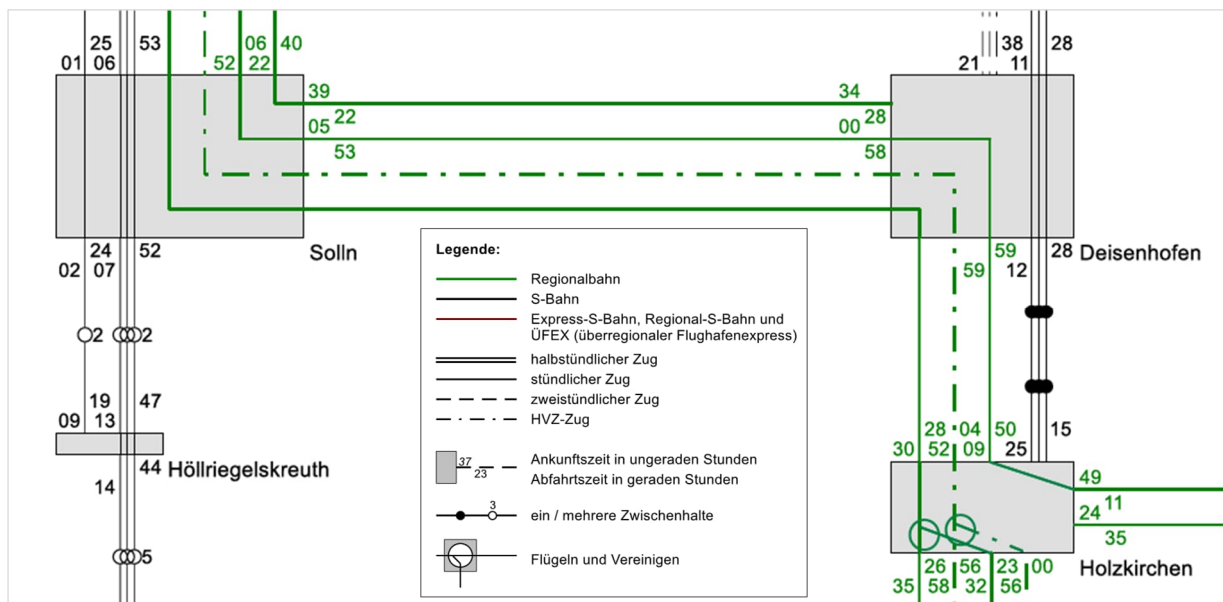 25 53 06 40 38 28
01 06 52 22 21 11
39 34
22 28
05 00
53 58
Solln
Deisenhofen
24 52 59 28
02 07 59 12
Legende:
Regionalbahn
S-Bahn
Express-S-Bahn, Regional-S-Bahn und
ÜFEX (überregionaler Flughafenexpress)
halbstündlicher Zug
stündlicher Zug
zweistündlicher Zug
HVZ-Zug
37
23
Ankunftszeit in ungeraden Stunden
Abfahrtszeit in geraden Stunden
3
ein / mehrere Zwischenhalte
Flügeln und Vereinigen
2 2
19 47
09 13
44
Höllriegelskreuth
14
5
28 04 50 15
30 52 09 25
49
11
24
35
Holzkirchen
26 56 23 00
35 58 32 56